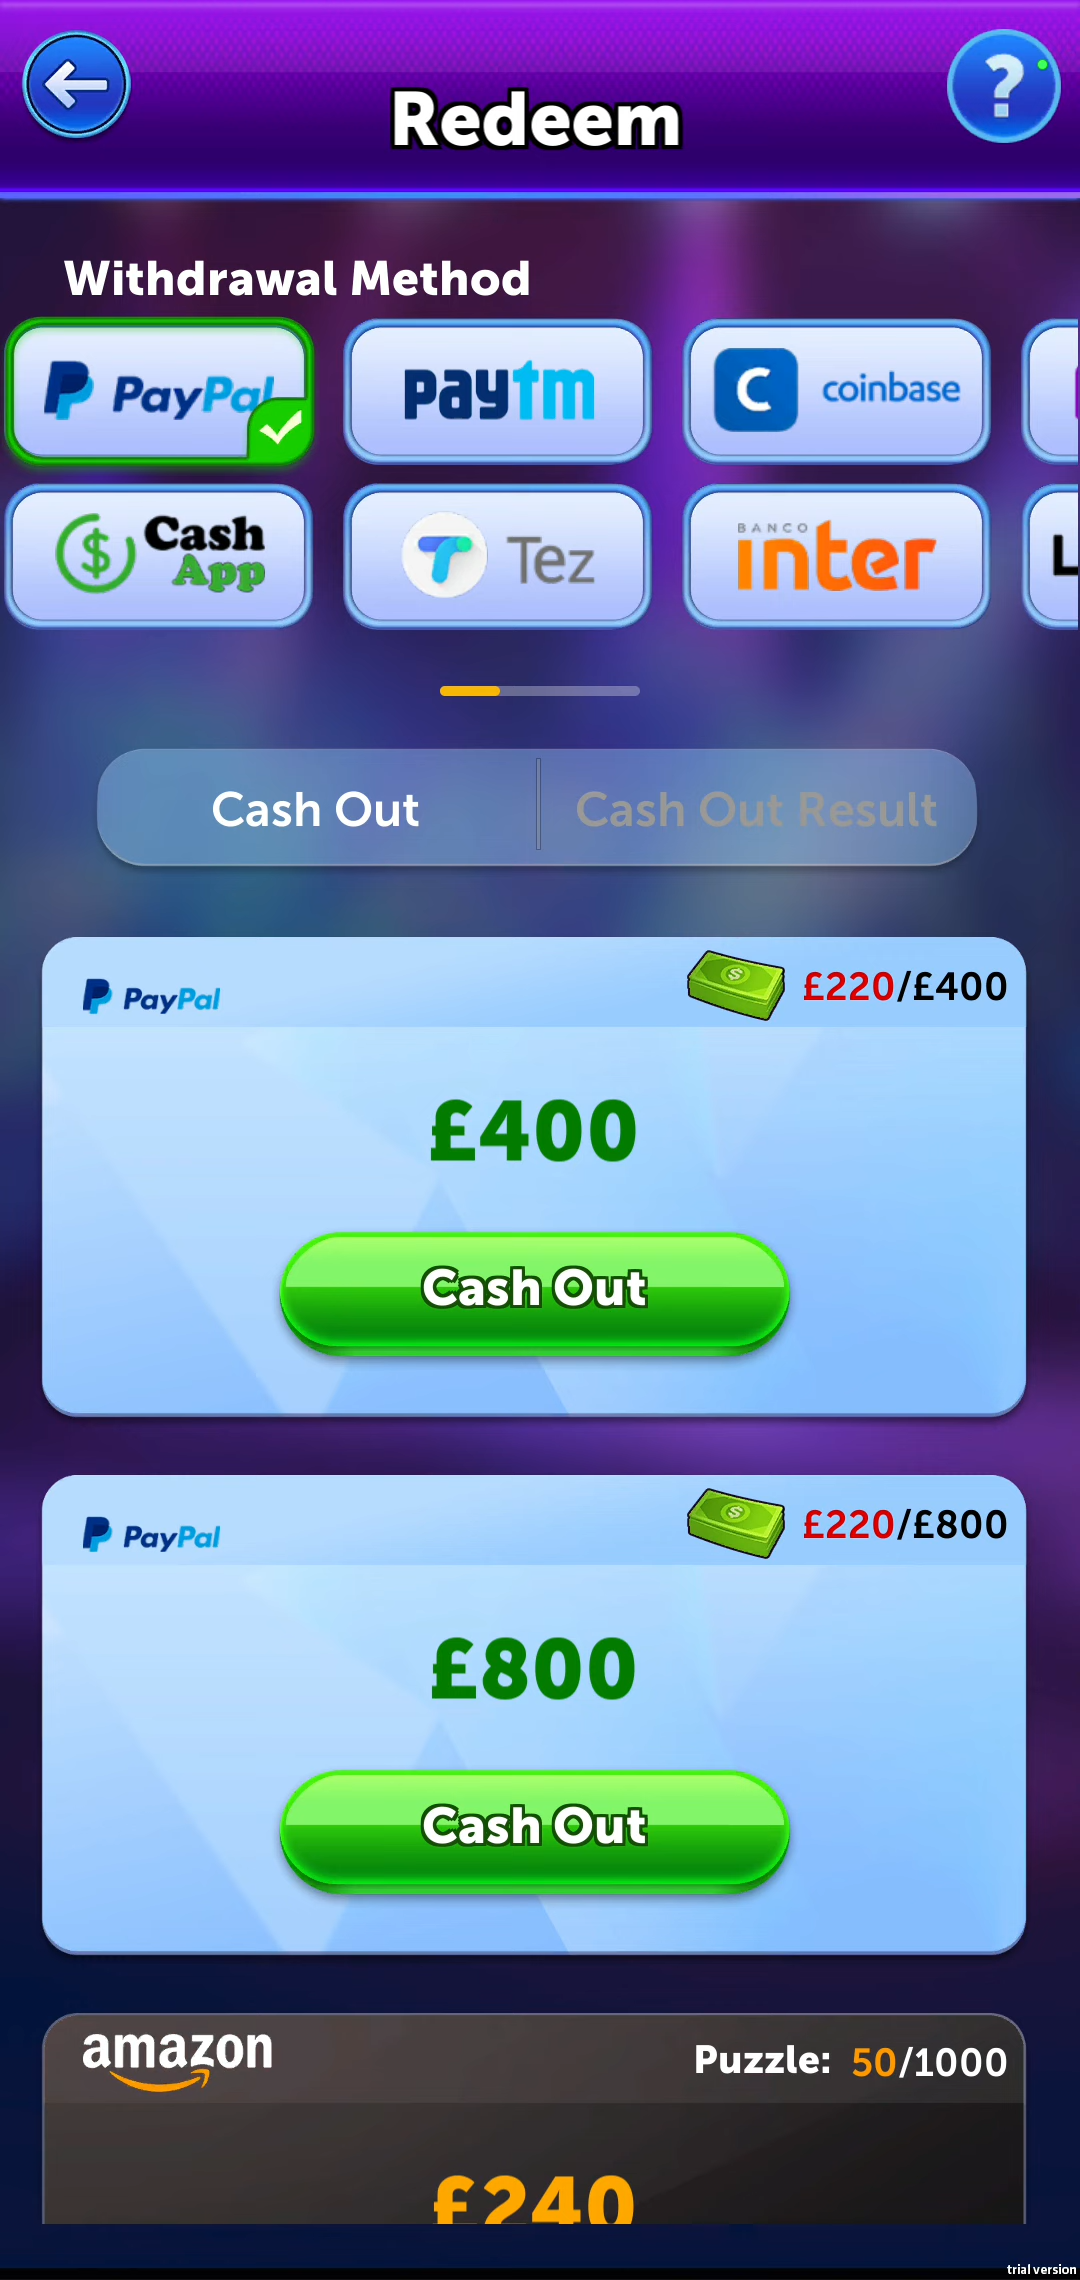 ?
Redeem
Withdrawal Method
PayPal
paytm
C coinbase
$ Cash App
Tez
BANCO
inter
L
Cash Out
Cash Out Result
PayPal
£220/£400
£400
Cash Out
PayPal
£220/£800
£800
Cash Out
amazon
Puzzle: 50/1000
£240
trial version